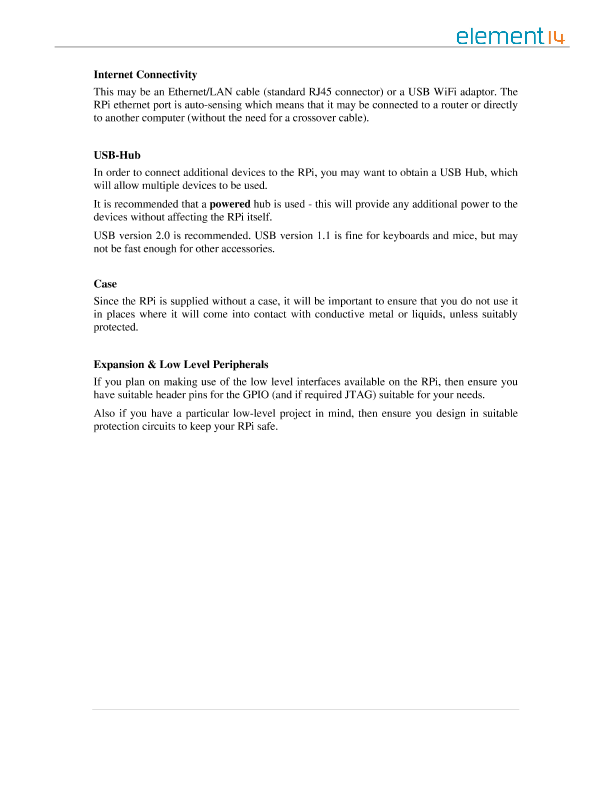 element14
Internet Connectivity
This may be an Ethernet/LAN cable (standard RJ45 connector) or a USB WiFi adaptor. The
RPi ethernet port is auto-sensing which means that it may be connected to a router or directly
to another computer (without the need for a crossover cable).
USB-Hub
In order to connect additional devices to the RPi, you may want to obtain a USB Hub, which
will allow multiple devices to be used.
It is recommended that a powered hub is used - this will provide any additional power to the
devices without affecting the RPi itself.
USB version 2.0 is recommended. USB version 1.1 is fine for keyboards and mice, but may
not be fast enough for other accessories.
Case
Since the RPi is supplied without a case, it will be important to ensure that you do not use it
in places where it will come into contact with conductive metal or liquids, unless suitably
protected.
Expansion & Low Level Peripherals
If you plan on making use of the low level interfaces available on the RPi, then ensure you
have suitable header pins for the GPIO (and if required JTAG) suitable for your needs.
Also if you have a particular low-level project in mind, then ensure you design in suitable
protection circuits to keep your RPi safe.